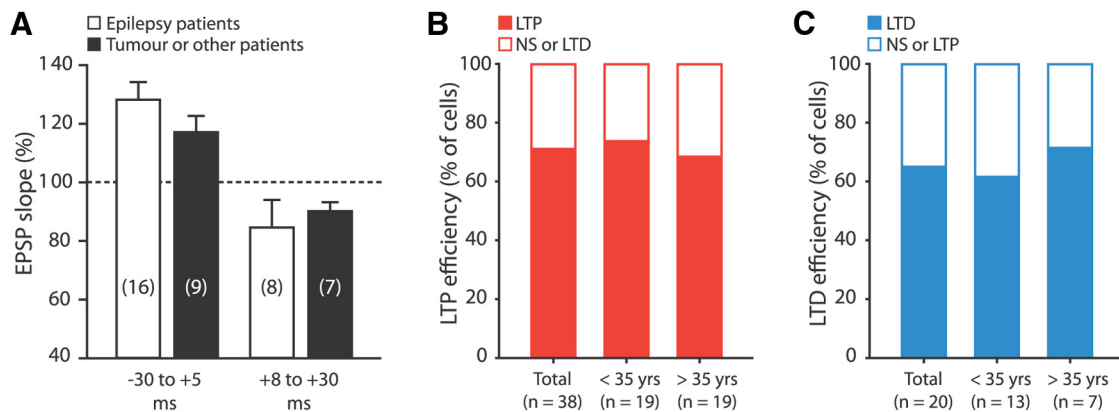 A
Epilepsy patients
Tumour or other patients
EPSP slope (%)
140
120
100
80
60
40
(16)
(9)
(8)
(7)
-30 to +5
ms
+8 to +30
ms
B
LTP
NS or LTD
LTP efficiency (% of cells)
100
80
60
40
20
0
Total
(n = 38)
< 35 yrs
(n = 19)
> 35 yrs
(n = 19)
C
LTD
NS or LTP
LTD efficiency (% of cells)
100
80
60
40
20
0
Total
(n = 20)
< 35 yrs
(n = 13)
> 35 yrs
(n = 7)